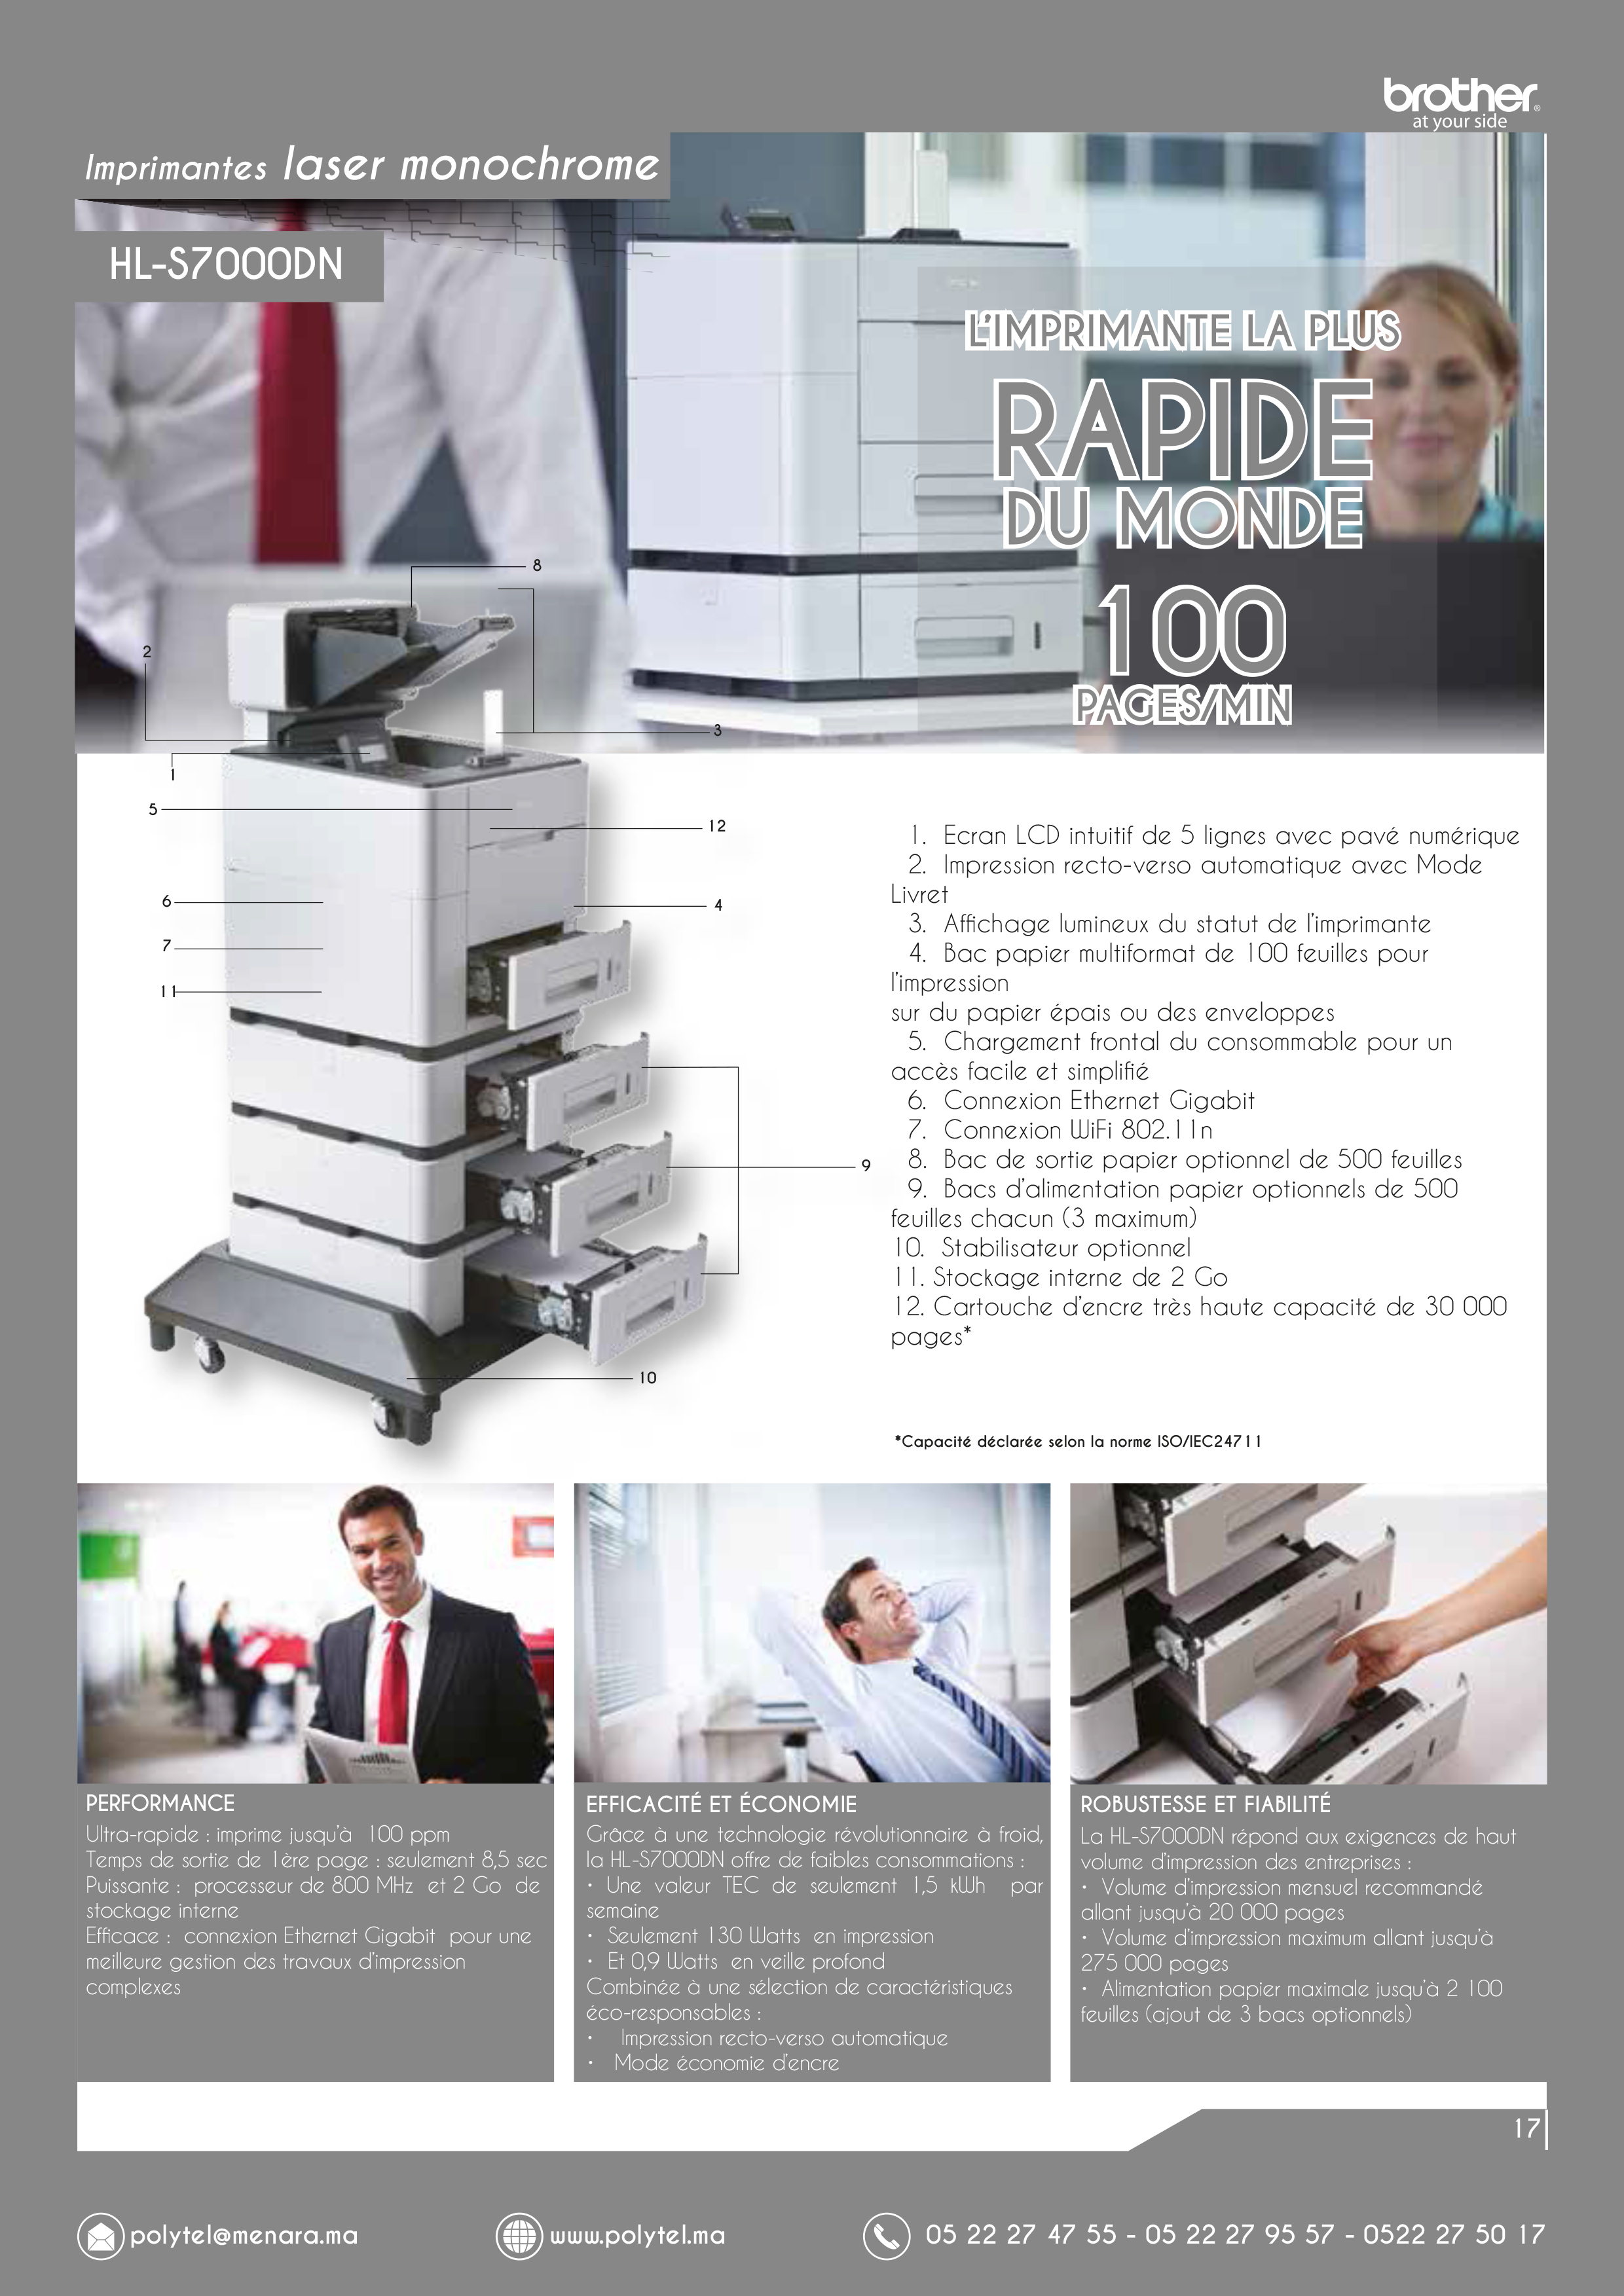 brother
at your side
Imprimantes laser monochrome
HL-S7000DN
L'IMPRIMANTE LA PLUS
RAPIDE
DU MONDE
100
PAGES/MIN
8
2
3
1
5
12
6
4
7
11
9
10
1. Ecran LCD intuitif de 5 lignes avec pavé numérique
2. Impression recto-verso automatique avec Mode
Livret
3. Affichage lumineux du statut de l'imprimante
4. Bac papier multiformat de 100 feuilles pour
l'impression
sur du papier épais ou des enveloppes
5. Chargement frontal du consommable pour un
accès facile et simplifié
6. Connexion Ethernet Gigabit
7. Connexion WiFi 802.11n
8. Bac de sortie papier optionnel de 500 feuilles
9. Bacs d'alimentation papier optionnels de 500
feuilles chacun (3 maximum)
10. Stabilisateur optionnel
11. Stockage interne de 2 Go
12. Cartouche d'encre très haute capacité de 30 000
pages*
*Capacité déclarée selon la norme ISO/IEC24711
PERFORMANCE
Ultra-rapide : imprime jusqu'à 100 ppm
Temps de sortie de 1ère page : seulement 8,5 sec
Puissante : processeur de 800 MHz et 2 Go de
stockage interne
Efficace : connexion Ethernet Gigabit pour une
meilleure gestion des travaux d'impression
complexes
EFFICACITÉ ET ÉCONOMIE
Grâce à une technologie révolutionnaire à froid,
la HL-S7000DN offre de faibles consommations :
• Une valeur TEC de seulement 1,5 kWh par
semaine
• Seulement 130 Watts en impression
• Et 0,9 Watts en veille profond
Combinée à une sélection de caractéristiques
éco-responsables :
• Impression recto-verso automatique
• Mode économie d'encre
ROBUSTESSE ET FIABILITÉ
La HL-S7000DN répond aux exigences de haut
volume d'impression des entreprises :
• Volume d'impression mensuel recommandé
allant jusqu'à 20 000 pages
• Volume d'impression maximum allant jusqu'à
275 000 pages
• Alimentation papier maximale jusqu'à 2 100
feuilles (ajout de 3 bacs optionnels)
17
polytel@menara.ma
www.polytel.ma
05 22 27 47 55 - 05 22 27 95 57 - 0522 27 50 17